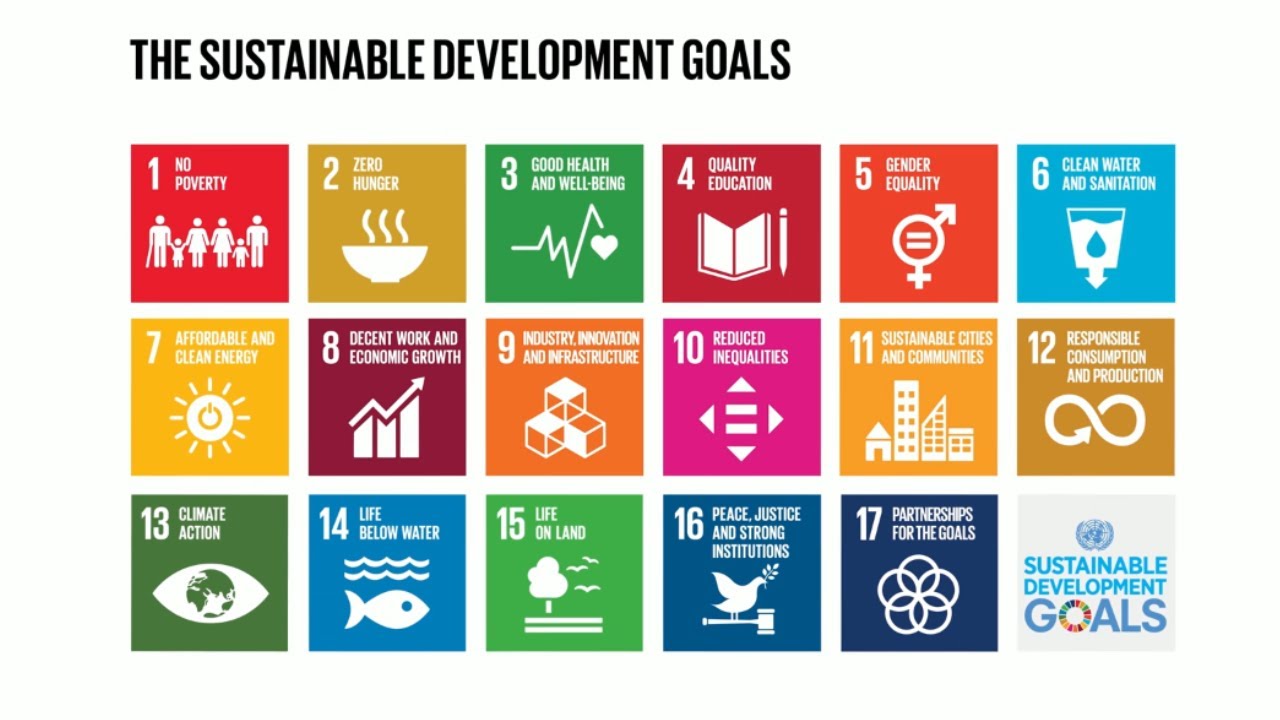 THE SUSTAINABLE DEVELOPMENT GOALS
1 NO
POVERTY
2 ZERO
HUNGER
3 GOOD HEALTH
AND WELL-BEING
4 QUALITY
EDUCATION
5 GENDER
EQUALITY
6 CLEAN WATER
AND SANITATION
7 AFFORDABLE AND
CLEAN ENERGY
8 DECENT WORK AND
ECONOMIC GROWTH
9 INDUSTRY, INNOVATION
AND INFRASTRUCTURE
10 REDUCED
INEQUALITIES
11 SUSTAINABLE CITIES
AND COMMUNITIES
12 RESPONSIBLE
CONSUMPTION
AND PRODUCTION
13 CLIMATE
ACTION
14 LIFE
BELOW WATER
15 LIFE
ON LAND
16 PEACE, JUSTICE
AND STRONG
INSTITUTIONS
17 PARTNERSHIPS
FOR THE GOALS
SUSTAINABLE
DEVELOPMENT
GOALS